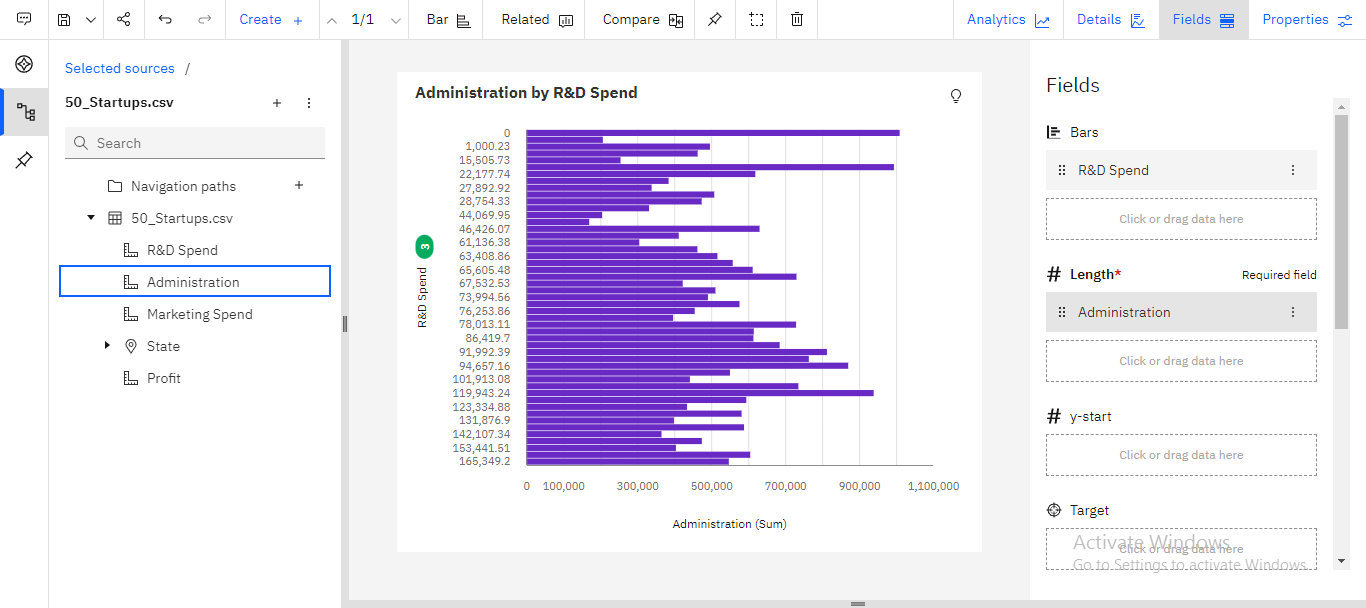 Create +
1/1
Bar
Related
Compare
Analytics
Details
Fields
Properties
Selected sources /
50_Startups.csv
Search
Navigation paths
50_Startups.csv
R&D Spend
Administration
Marketing Spend
State
Profit
Administration by R&D Spend
3
R&D Spend
0
1,000.23
15,505.73
22,177.74
27,892.92
28,754.33
44,069.95
46,426.07
61,136.38
63,408.86
65,605.48
67,532.53
73,994.56
76,253.86
78,013.11
86,419.7
91,992.39
94,657.16
101,913.08
119,943.24
123,334.88
131,876.9
142,107.34
153,441.51
165,349.2
0 100,000 300,000 500,000 700,000 900,000 1,100,000
Administration (Sum)
Fields
Bars
R&D Spend
Click or drag data here
# Length* Required field
Administration
Click or drag data here
# y-start
Click or drag data here
Target
Click or drag data here
Activate Windows
Go to Settings to activate Windows.